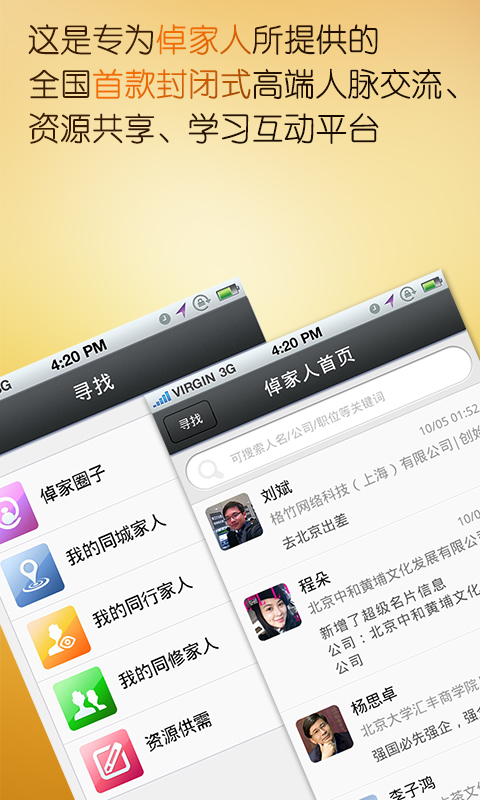 这是专为倬家人所提供的
全国首款封闭式高端人脉交流、
资源共享、学习互动平台
3G
4:20 PM
寻找
倬家圈子
我的同城家人
我的同行家人
我的同修家人
资源供需
VIRGIN 3G
4:20 PM
寻找
倬家人首页
可搜索人名/公司/职位等关键词
10/05 01:52
刘斌
格竹网络科技（上海）有限公司| 创始
去北京出差
10/0
程朵
北京中和黄埔文化发展有限公司
新增了超级名片信息
公司：北京中和黄埔文化
公司
杨思卓
北京大学汇丰商学院
强国必先强企，强
李子鸿